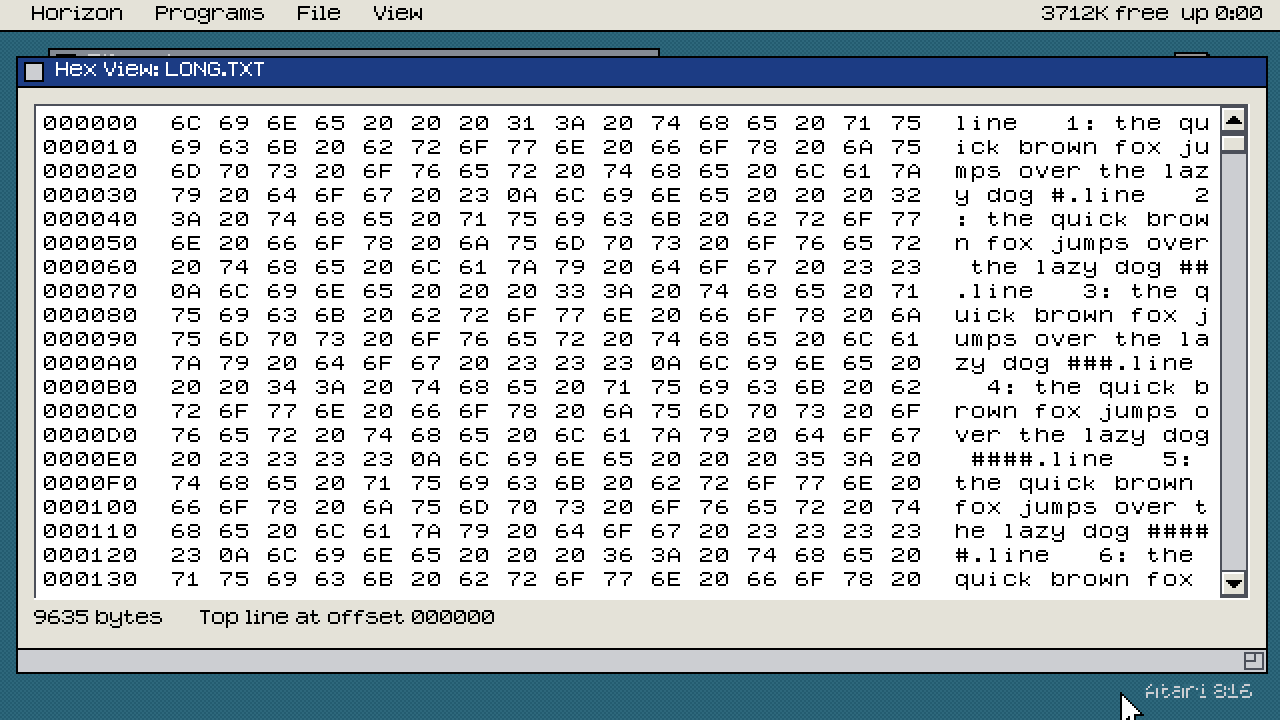 Horizon Programs File View 3712K free up 0:00
Hex View: LONG.TXT
000000  6C 69 6E 65 20 20 20 31 3A 20 74 68 65 20 71 75  line   1: the qu
000010  69 63 6B 20 62 72 6F 77 6E 20 66 6F 78 20 6A 75  ick brown fox ju
000020  6D 70 73 20 6F 76 65 72 20 74 68 65 20 6C 61 7A  mps over the laz
000030  79 20 64 6F 67 20 23 0A 6C 69 6E 65 20 20 20 32  y dog #.line   2
000040  3A 20 74 68 65 20 71 75 69 63 6B 20 62 72 6F 77  : the quick brow
000050  6E 20 66 6F 78 20 6A 75 6D 70 73 20 6F 76 65 72  n fox jumps over
000060  20 74 68 65 20 6C 61 7A 79 20 64 6F 67 20 23 23   the lazy dog ##
000070  0A 6C 69 6E 65 20 20 20 33 3A 20 74 68 65 20 71  .line   3: the q
000080  75 69 63 6B 20 62 72 6F 77 6E 20 66 6F 78 20 6A  uick brown fox j
000090  75 6D 70 73 20 6F 76 65 72 20 74 68 65 20 6C 61  umps over the la
0000A0  7A 79 20 64 6F 67 20 23 23 23 0A 6C 69 6E 65 20  zy dog ###.line
0000B0  20 20 34 3A 20 74 68 65 20 71 75 69 63 6B 20 62    4: the quick b
0000C0  72 6F 77 6E 20 66 6F 78 20 6A 75 6D 70 73 20 6F  rown fox jumps o
0000D0  76 65 72 20 74 68 65 20 6C 61 7A 79 20 64 6F 67  ver the lazy dog
0000E0  20 23 23 23 23 0A 6C 69 6E 65 20 20 20 35 3A 20   ####.line   5:
0000F0  74 68 65 20 71 75 69 63 6B 20 62 72 6F 77 6E 20  the quick brown
000100  66 6F 78 20 6A 75 6D 70 73 20 6F 76 65 72 20 74  fox jumps over t
000110  68 65 20 6C 61 7A 79 20 64 6F 67 20 23 23 23 23  he lazy dog ####
000120  23 0A 6C 69 6E 65 20 20 20 36 3A 20 74 68 65 20  #.line   6: the
000130  71 75 69 63 6B 20 62 72 6F 77 6E 20 66 6F 78 20  quick brown fox
9635 bytes Top line at offset 000000
Atari 816